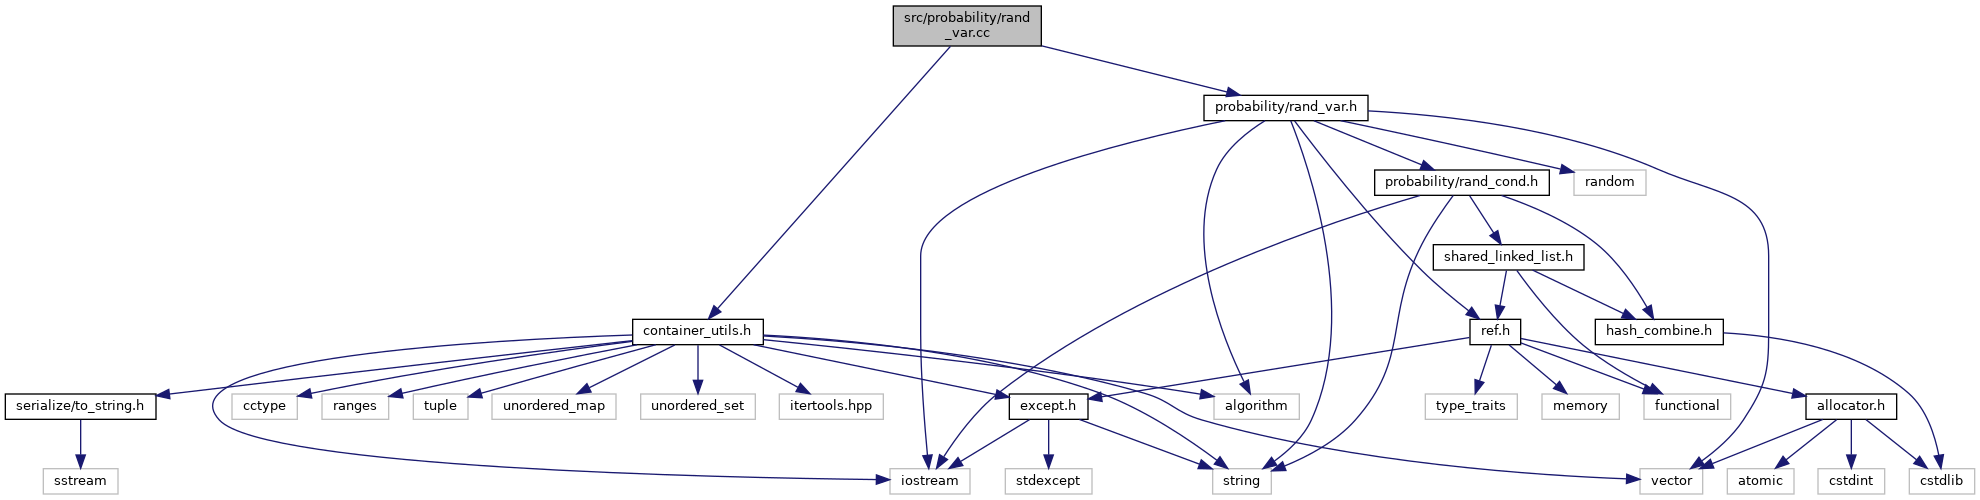 src/probability/rand
_var.cc
probability/rand_var.h
probability/rand_cond.h
random
shared_linked_list.h
container_utils.h
ref.h
hash_combine.h
serialize/to_string.h
cctype
ranges
tuple
unordered_map
unordered_set
itertools.hpp
except.h
algorithm
type_traits
memory
functional
allocator.h
sstream
iostream
stdexcept
string
vector
atomic
cstdint
cstdlib